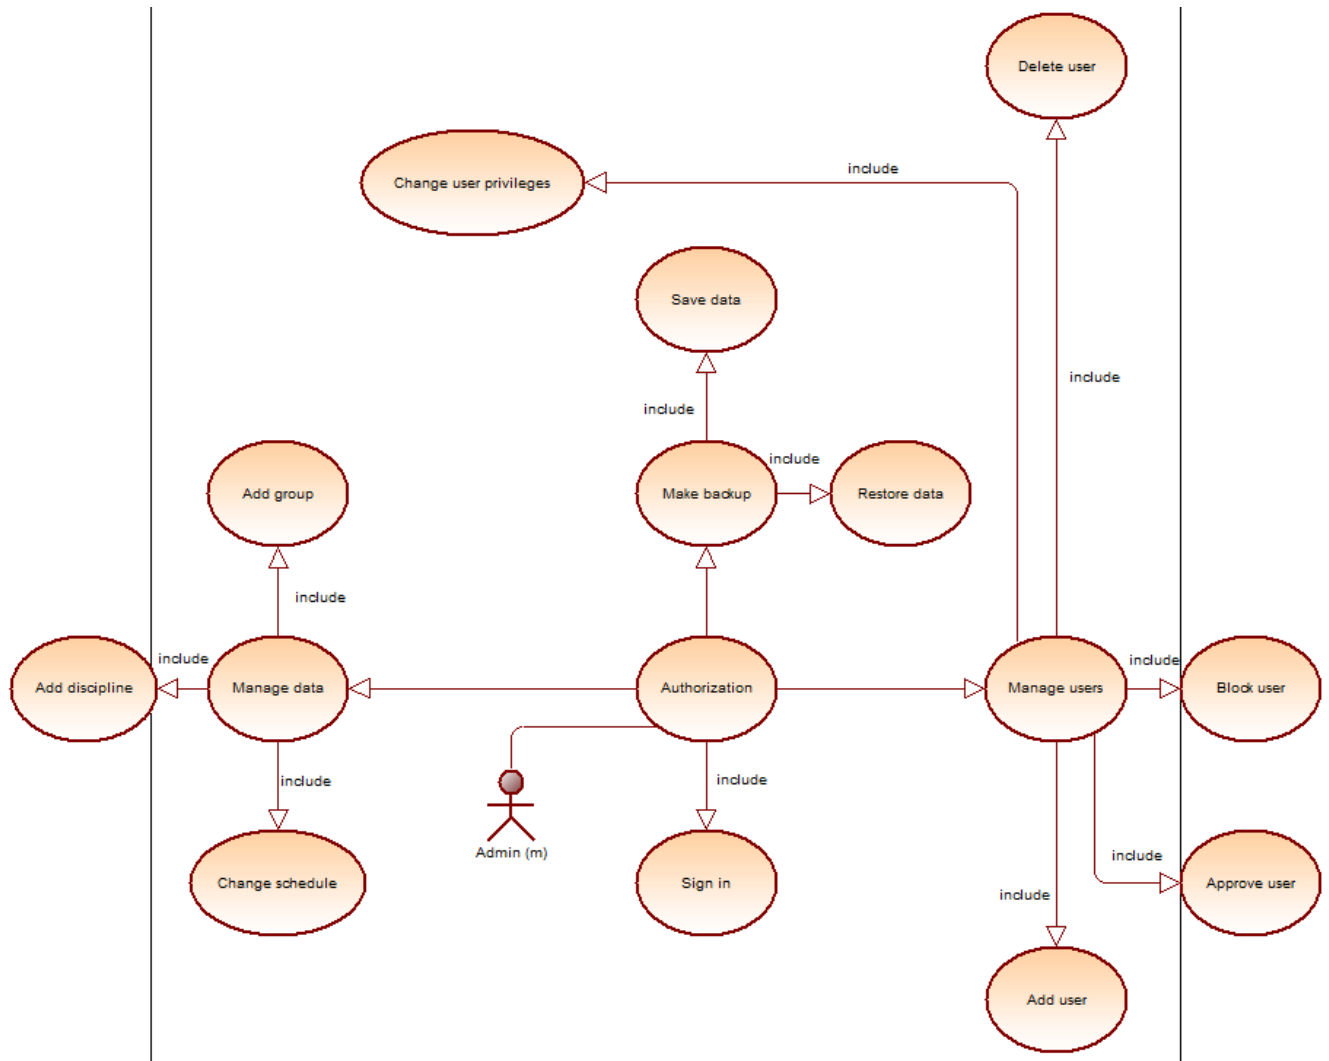 Delete user
include
Change user privileges
Save data
include
include
include
Add group
Make backup
Restore data
include
include
include
Add discipline
Manage data
Authorization
Manage users
Block user
include
include
Admin (m)
include
Change schedule
Sign in
Approve user
include
Add user